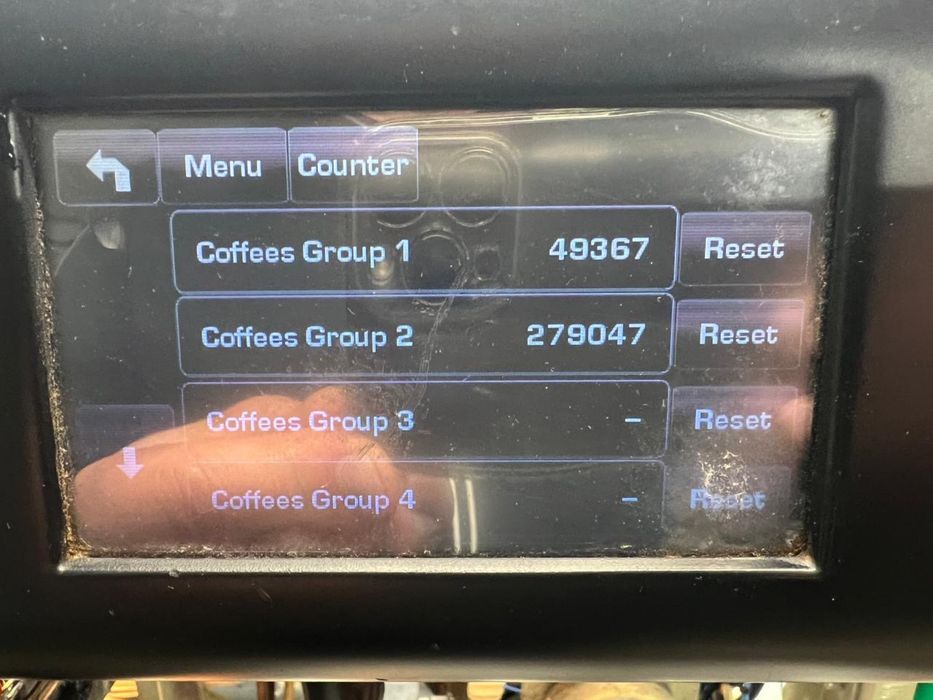 Menu Counter
Coffees Group 1 49367 Reset
Coffees Group 2 279047 Reset
Coffees Group 3 – Reset
Coffees Group 4 – Reset